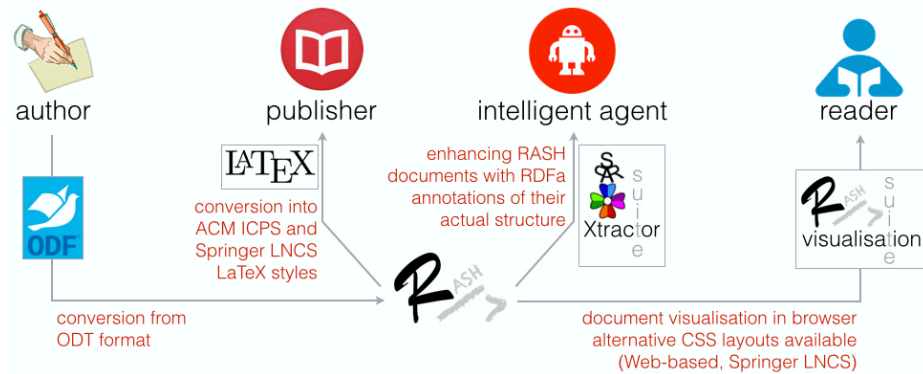 author
publisher
intelligent agent
reader
ODF
LATEX
conversion into
ACM ICPS and
Springer LNCS
LaTeX styles
enhancing RASH
documents with RDFa
annotations of their
actual structure
SAOR
suite
Xtractor
RASH
suite
visualisation
RASH
conversion from
ODT format
document visualisation in browser
alternative CSS layouts available
(Web-based, Springer LNCS)